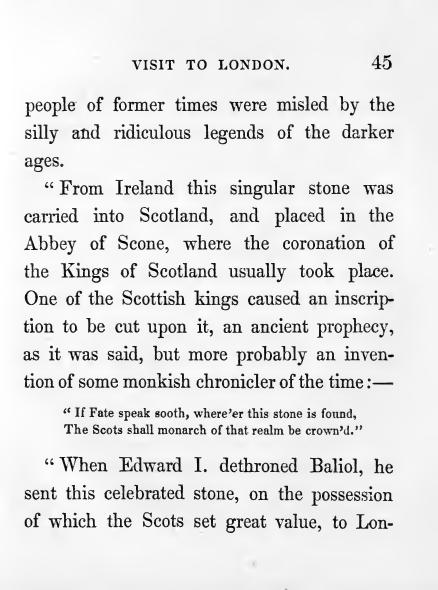 VISIT TO LONDON. 45
people of former times were misled by the
silly and ridiculous legends of the darker
ages.
“ From Ireland this singular stone was
carried into Scotland, and placed in the
Abbey of Scone, where the coronation of
the Kings of Scotland usually took place.
One of the Scottish kings caused an inscrip-
tion to be cut upon it, an ancient prophecy,
as it was said, but more probably an inven-
tion of some monkish chronicler of the time :—
“ If Fate speak sooth, where’er this stone is found,
The Scots shall monarch of that realm be crown’d.”
“ When Edward I. dethroned Baliol, he
sent this celebrated stone, on the possession
of which the Scots set great value, to Lon-